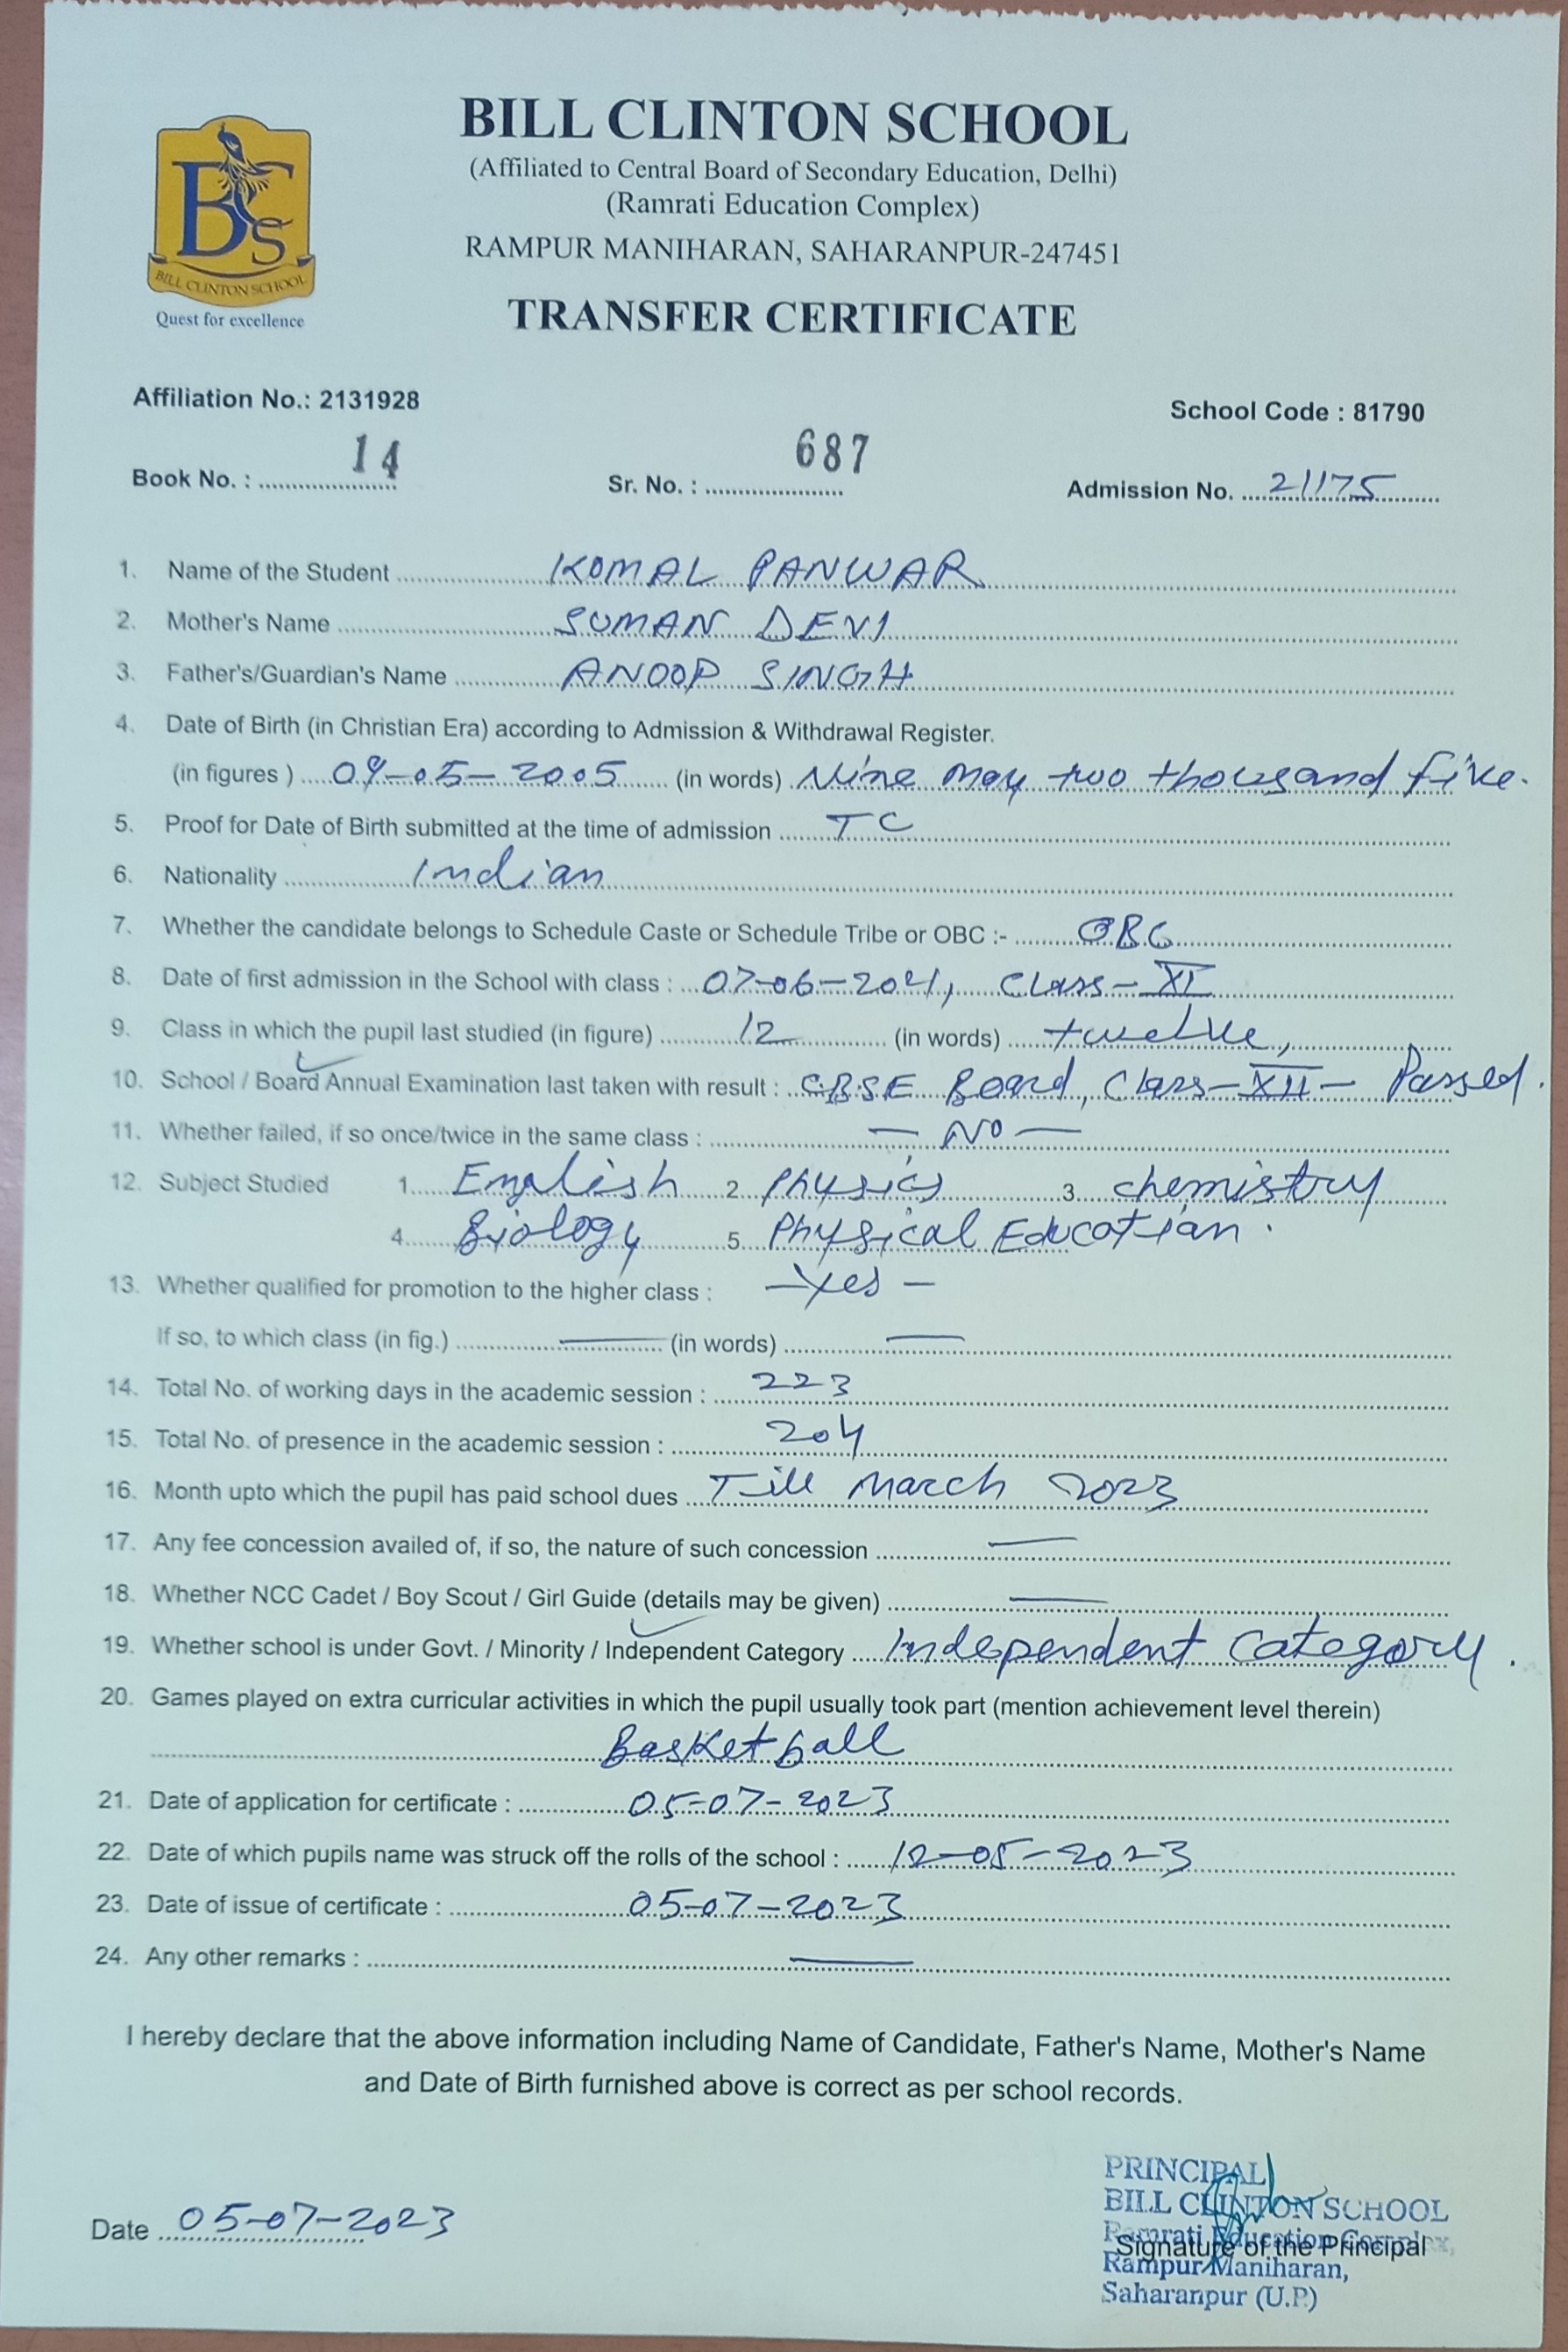 BILL CLINTON SCHOOL
(Affiliated to Central Board of Secondary Education, Delhi)
(Ramrati Education Complex)
RAMPUR MANIHARAN, SAHARANPUR-247451
BCS
BILL CLINTON SCHOOL
Quest for excellence
TRANSFER CERTIFICATE
Affiliation No.: 2131928 School Code : 81790
Book No. : 14 Sr. No. : 687 Admission No. 21175
1. Name of the Student KOMAL PANWAR
2. Mother's Name SUMAN DEVI
3. Father's/Guardian's Name ANOOP SINGH
4. Date of Birth (in Christian Era) according to Admission & Withdrawal Register.
(in figures ) 09-05-2005 (in words) Nine may two thousand five.
5. Proof for Date of Birth submitted at the time of admission TC
6. Nationality Indian
7. Whether the candidate belongs to Schedule Caste or Schedule Tribe or OBC :- OBC
8. Date of first admission in the School with class : 07-06-2021, Class-XI
9. Class in which the pupil last studied (in figure) 12 (in words) twelve,
10. School / Board Annual Examination last taken with result : CBSE Board, Class-XII- Passed.
11. Whether failed, if so once/twice in the same class : — No —
12. Subject Studied 1. English 2. Physics 3. chemistry
4. Biology 5. Physical Education.
13. Whether qualified for promotion to the higher class : -Yes-
If so, to which class (in fig.) — (in words) —
14. Total No. of working days in the academic session : 223
15. Total No. of presence in the academic session : 204
16. Month upto which the pupil has paid school dues Till March 2023
17. Any fee concession availed of, if so, the nature of such concession —
18. Whether NCC Cadet / Boy Scout / Girl Guide (details may be given) —
19. Whether school is under Govt. / Minority / Independent Category Independent Category.
20. Games played on extra curricular activities in which the pupil usually took part (mention achievement level therein)
Basketball
21. Date of application for certificate : 05-07-2023
22. Date of which pupils name was struck off the rolls of the school : 12-05-2023
23. Date of issue of certificate : 05-07-2023
24. Any other remarks : —
I hereby declare that the above information including Name of Candidate, Father's Name, Mother's Name
and Date of Birth furnished above is correct as per school records.
PRINCIPAL
BILL CLINTON SCHOOL
Ramrati Education Complex,
Date 05-07-2023 Signature of the Principal
Rampur Maniharan,
Saharanpur (U.P.)